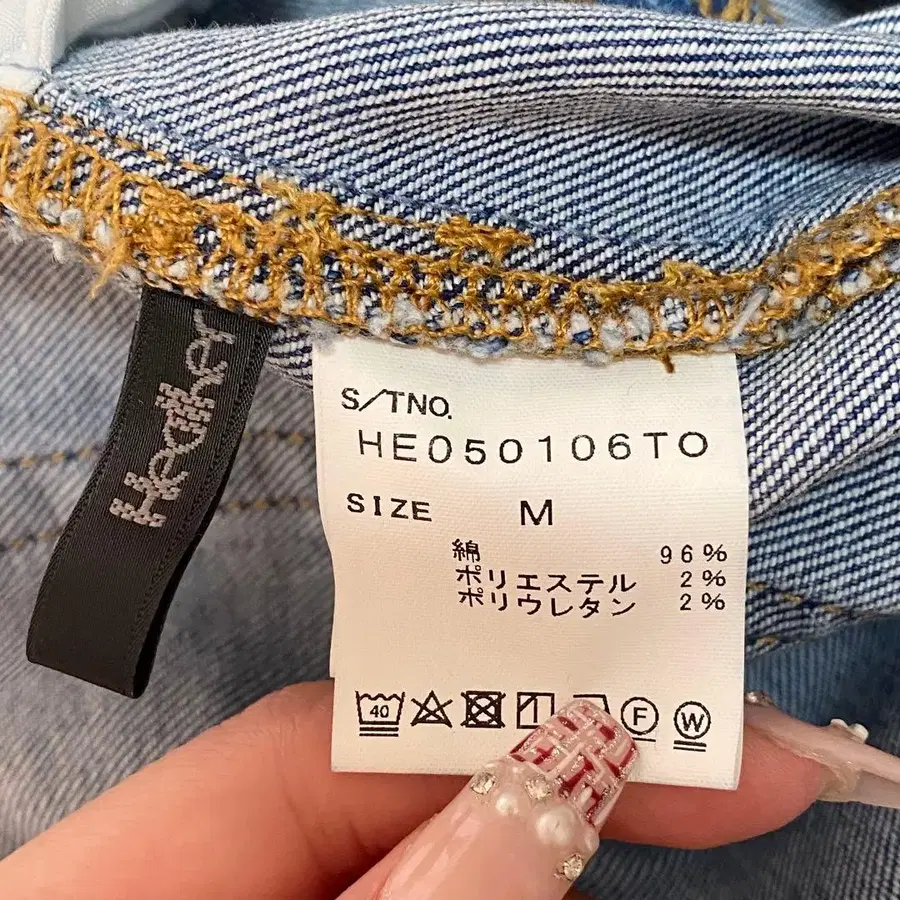 Heather
S/TNO.
HE050106TO
SIZE M
綿 96%
ポリエステル 2%
ポリウレタン 2%
40
F
W